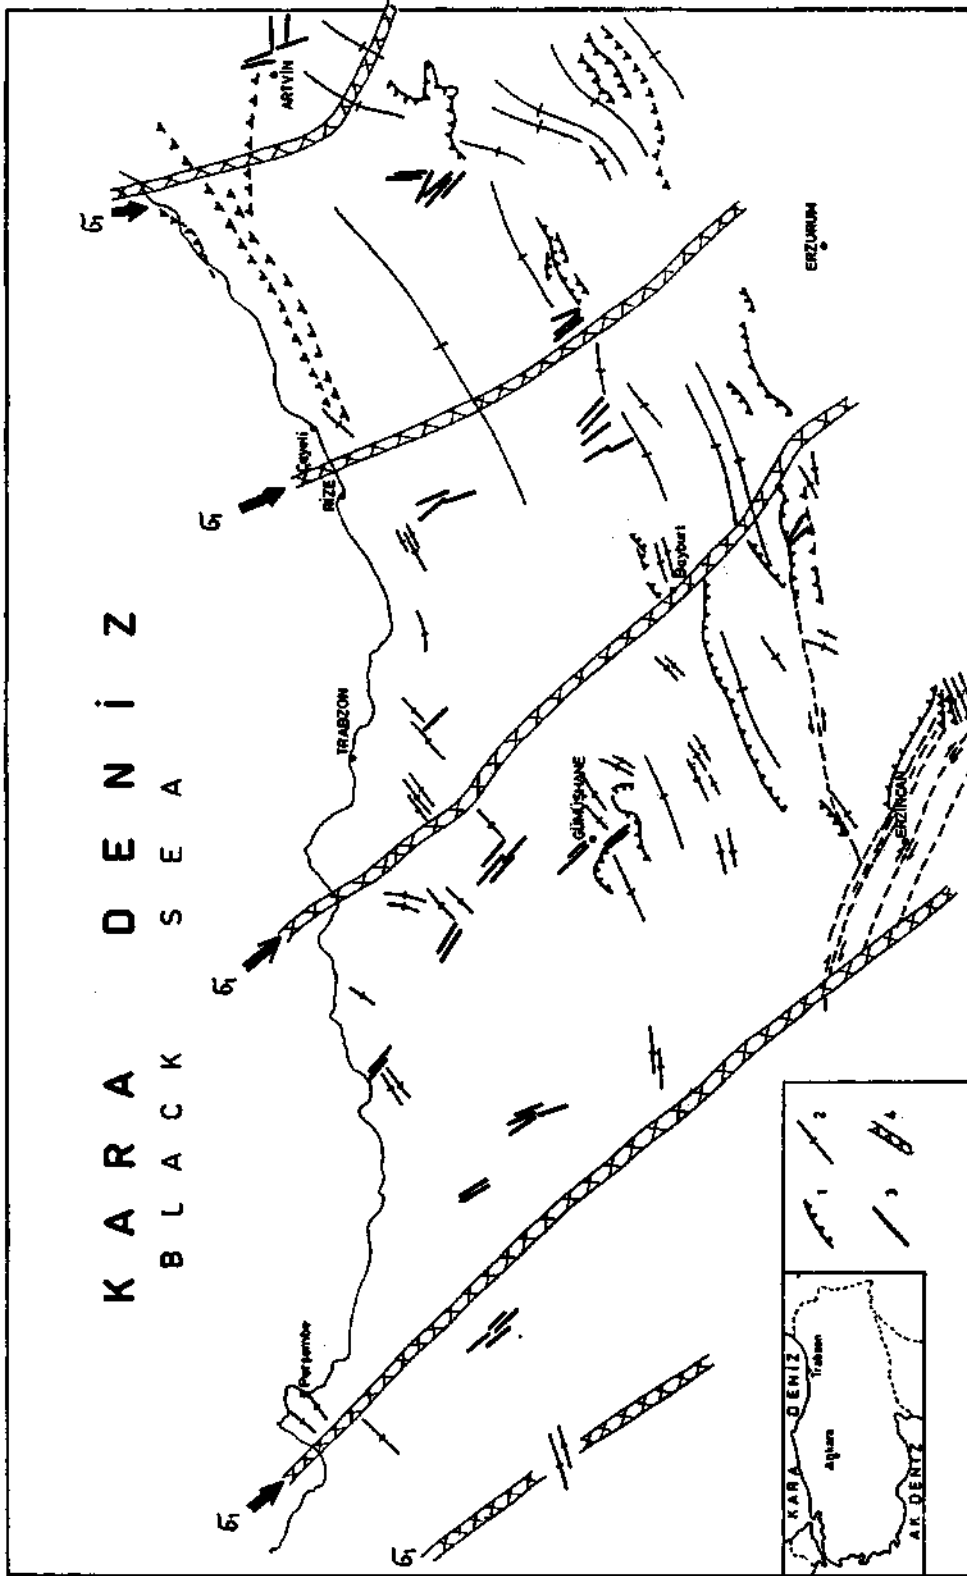 KARA DENİZ
BLACK SEA
σ1
σ1
σ1
σ1
σ1
Perşembe
TRABZON
RİZE
Çayeli
ARTVİN
GÜMÜŞHANE
Bayburt
ERZİNCAN
ERZURUM
KARA DENİZ
Ankara
Trabzon
AK DENİZ
1
2
3
4